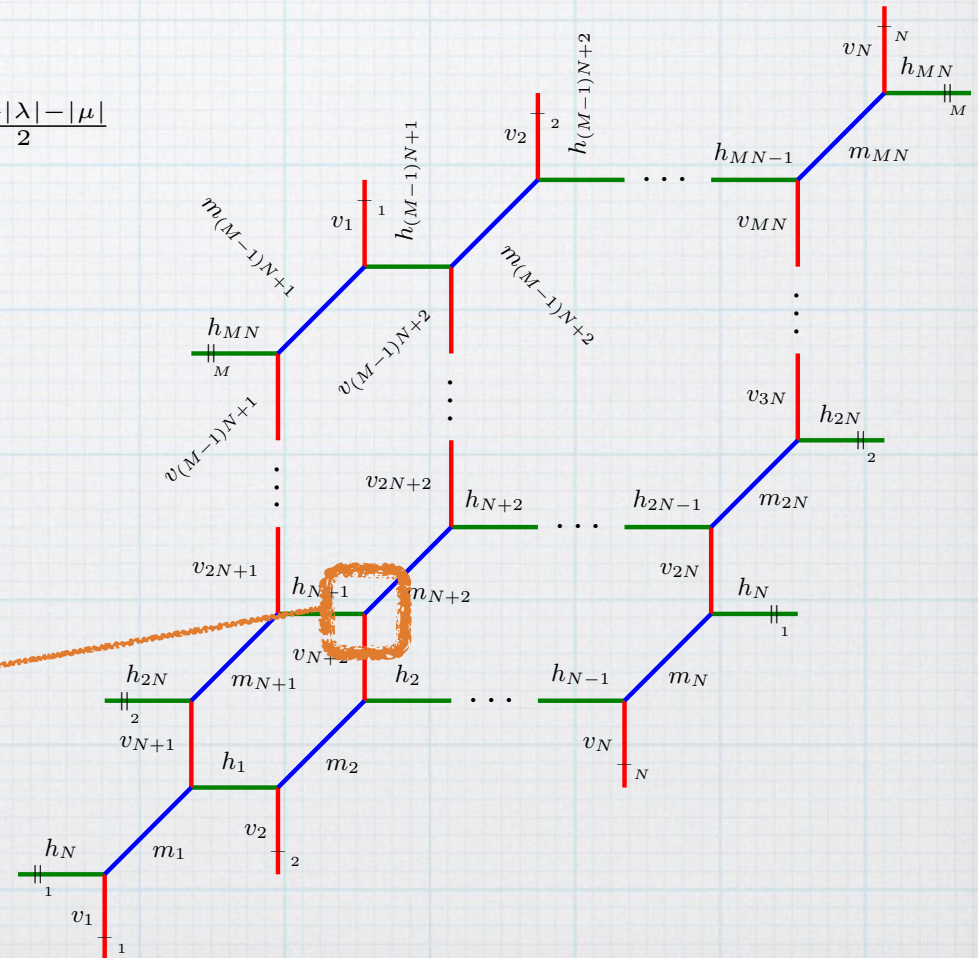 N
v_N
h_{MN}
M
-|λ|-|μ|
2
v_2
2
h_{(M-1)N+2}
h_{MN-1}
...
m_{MN}
m_{(M-1)N+1}
v_1
1
h_{(M-1)N+1}
v_{MN}
m_{(M-1)N+2}
h_{MN}
M
v_{(M-1)N+2}
v_{(M-1)N+1}
v_{3N}
h_{2N}
2
v_{2N+2}
h_{N+2}
...
h_{2N-1}
m_{2N}
v_{2N+1}
h_{N+1}
m_{N+2}
v_{2N}
h_N
1
v_{N+2}
h_{2N}
2
m_{N+1}
h_2
...
h_{N-1}
m_N
v_{N+1}
h_1
m_2
v_N
N
v_2
2
h_N
1
m_1
v_1
1